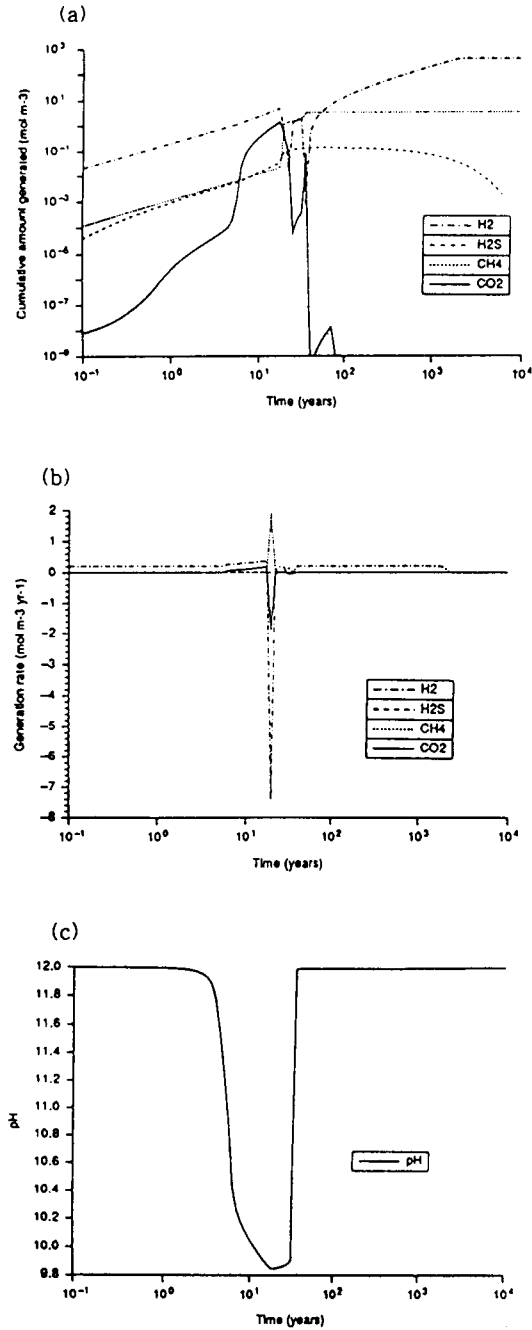 (a)
Cumulative amount generated (mol m-3)
10³
10¹
10⁻¹
10⁻³
10⁻⁵
10⁻⁷
10⁻⁹
10⁻¹
10⁰
10¹
10²
10³
10⁴
Time (years)
H2
H2S
CH4
CO2
(b)
Generation rate (mol m-3 yr-1)
2
1
0
-1
-2
-3
-4
-5
-6
-7
-8
10⁻¹
10⁰
10¹
10²
10³
10⁴
Time (years)
H2
H2S
CH4
CO2
(c)
pH
12.0
11.8
11.6
11.4
11.2
11.0
10.8
10.6
10.4
10.2
10.0
9.8
10⁻¹
10⁰
10¹
10²
10³
10⁴
Time (years)
pH